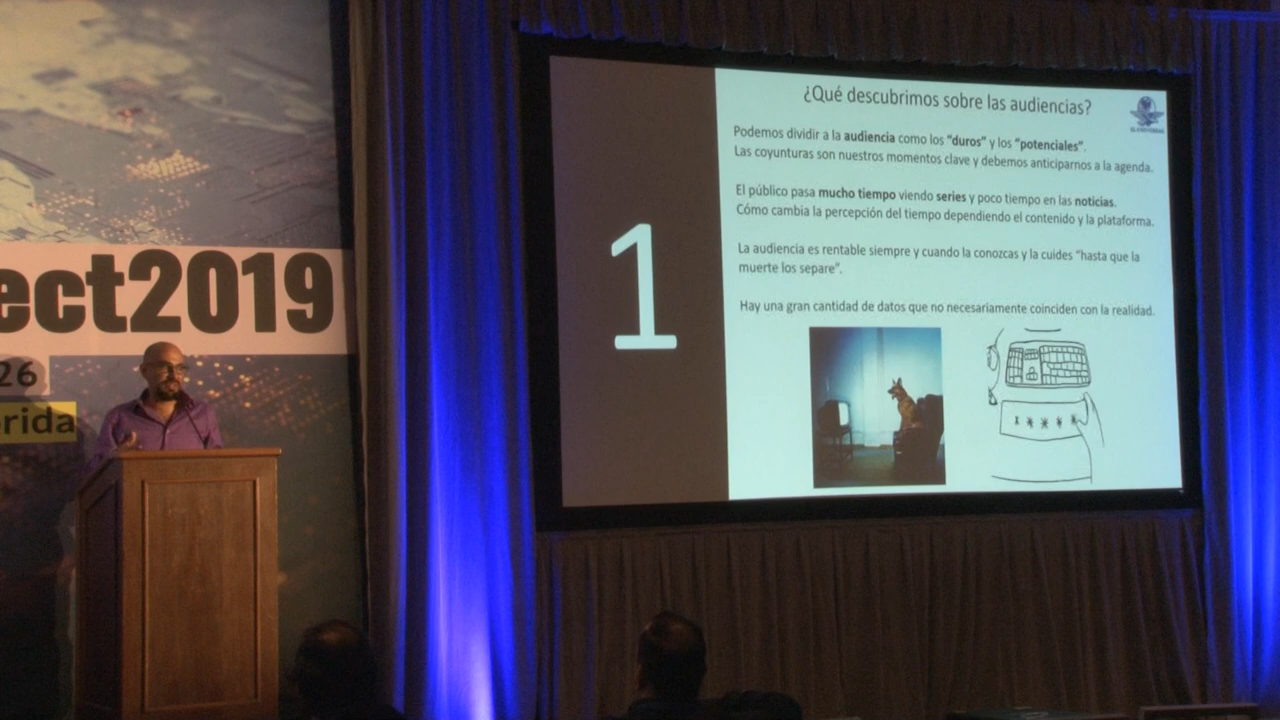 ect2019
26
erida
1
¿Qué descubrimos sobre las audiencias?
EL UNIVERSAL
Podemos dividir a la audiencia como los “duros” y los “potenciales”.
Las coyunturas son nuestros momentos clave y debemos anticiparnos a la agenda.
El público pasa mucho tiempo viendo series y poco tiempo en las noticias.
Cómo cambia la percepción del tiempo dependiendo el contenido y la plataforma.
La audiencia es rentable siempre y cuando la conozcas y la cuides “hasta que la
muerte los separe”.
Hay una gran cantidad de datos que no necesariamente coinciden con la realidad.